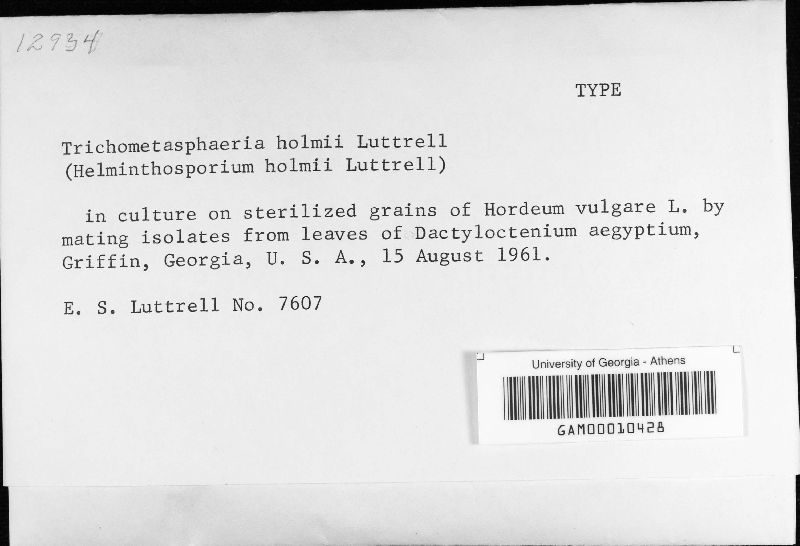 12934
TYPE
Trichometasphaeria holmii Luttrell
(Helminthosporium holmii Luttrell)
in culture on sterilized grains of Hordeum vulgare L. by
mating isolates from leaves of Dactyloctenium aegyptium,
Griffin, Georgia, U. S. A., 15 August 1961.
E. S. Luttrell No. 7607
University of Georgia - Athens
GAM00010428